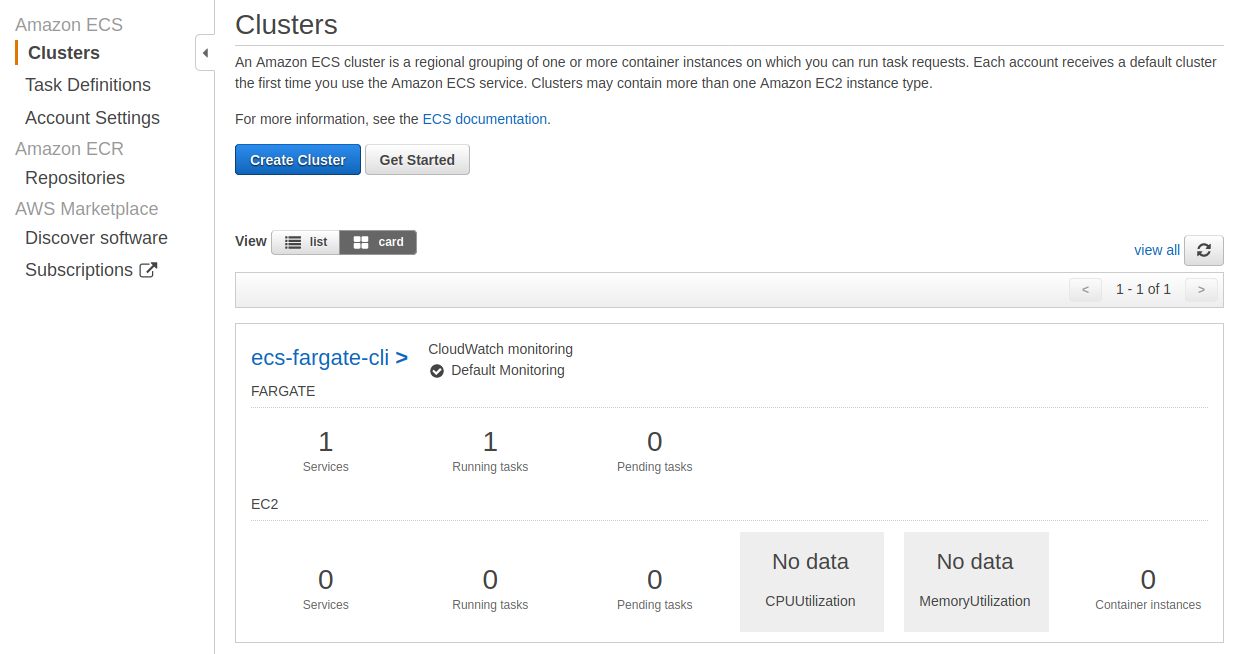 Amazon ECS
Clusters
Task Definitions
Account Settings
Amazon ECR
Repositories
AWS Marketplace
Discover software
Subscriptions
Clusters
An Amazon ECS cluster is a regional grouping of one or more container instances on which you can run task requests. Each account receives a default cluster
the first time you use the Amazon ECS service. Clusters may contain more than one Amazon EC2 instance type.
For more information, see the ECS documentation.
Create Cluster Get Started
View list card
view all
< 1 - 1 of 1 >
ecs-fargate-cli >
CloudWatch monitoring
Default Monitoring
FARGATE
1 1 0
Services Running tasks Pending tasks
EC2
No data No data
0 0 0 0
CPUUtilization MemoryUtilization
Services Running tasks Pending tasks Container instances